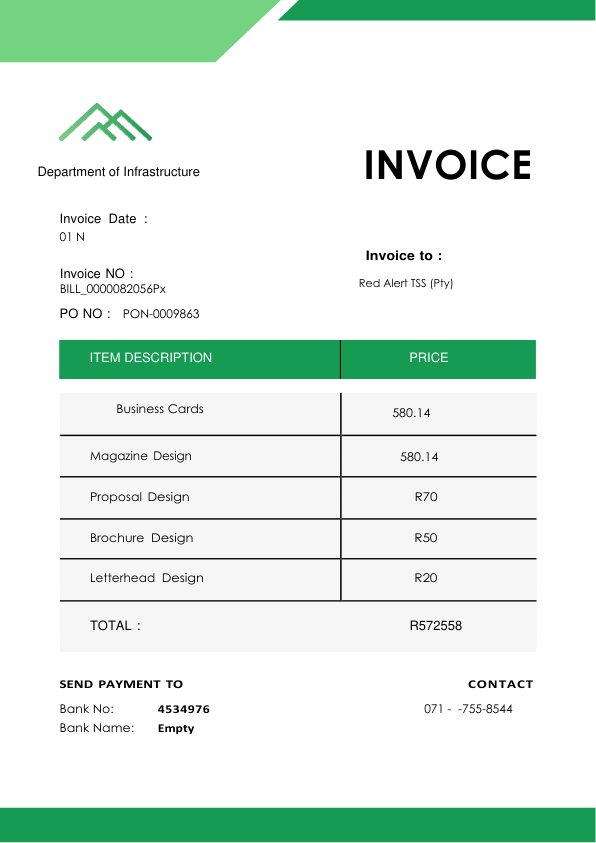 Department of Infrastructure
INVOICE
Invoice Date :
01 N
Invoice to :
Invoice NO :
BILL_0000082056Px
Red Alert TSS (Pty)
PO NO : PON-0009863
ITEM DESCRIPTION PRICE
Business Cards 580.14
Magazine Design 580.14
Proposal Design R70
Brochure Design R50
Letterhead Design R20
TOTAL : R572558
SEND PAYMENT TO CONTACT
Bank No: 4534976 071 - -755-8544
Bank Name: Empty